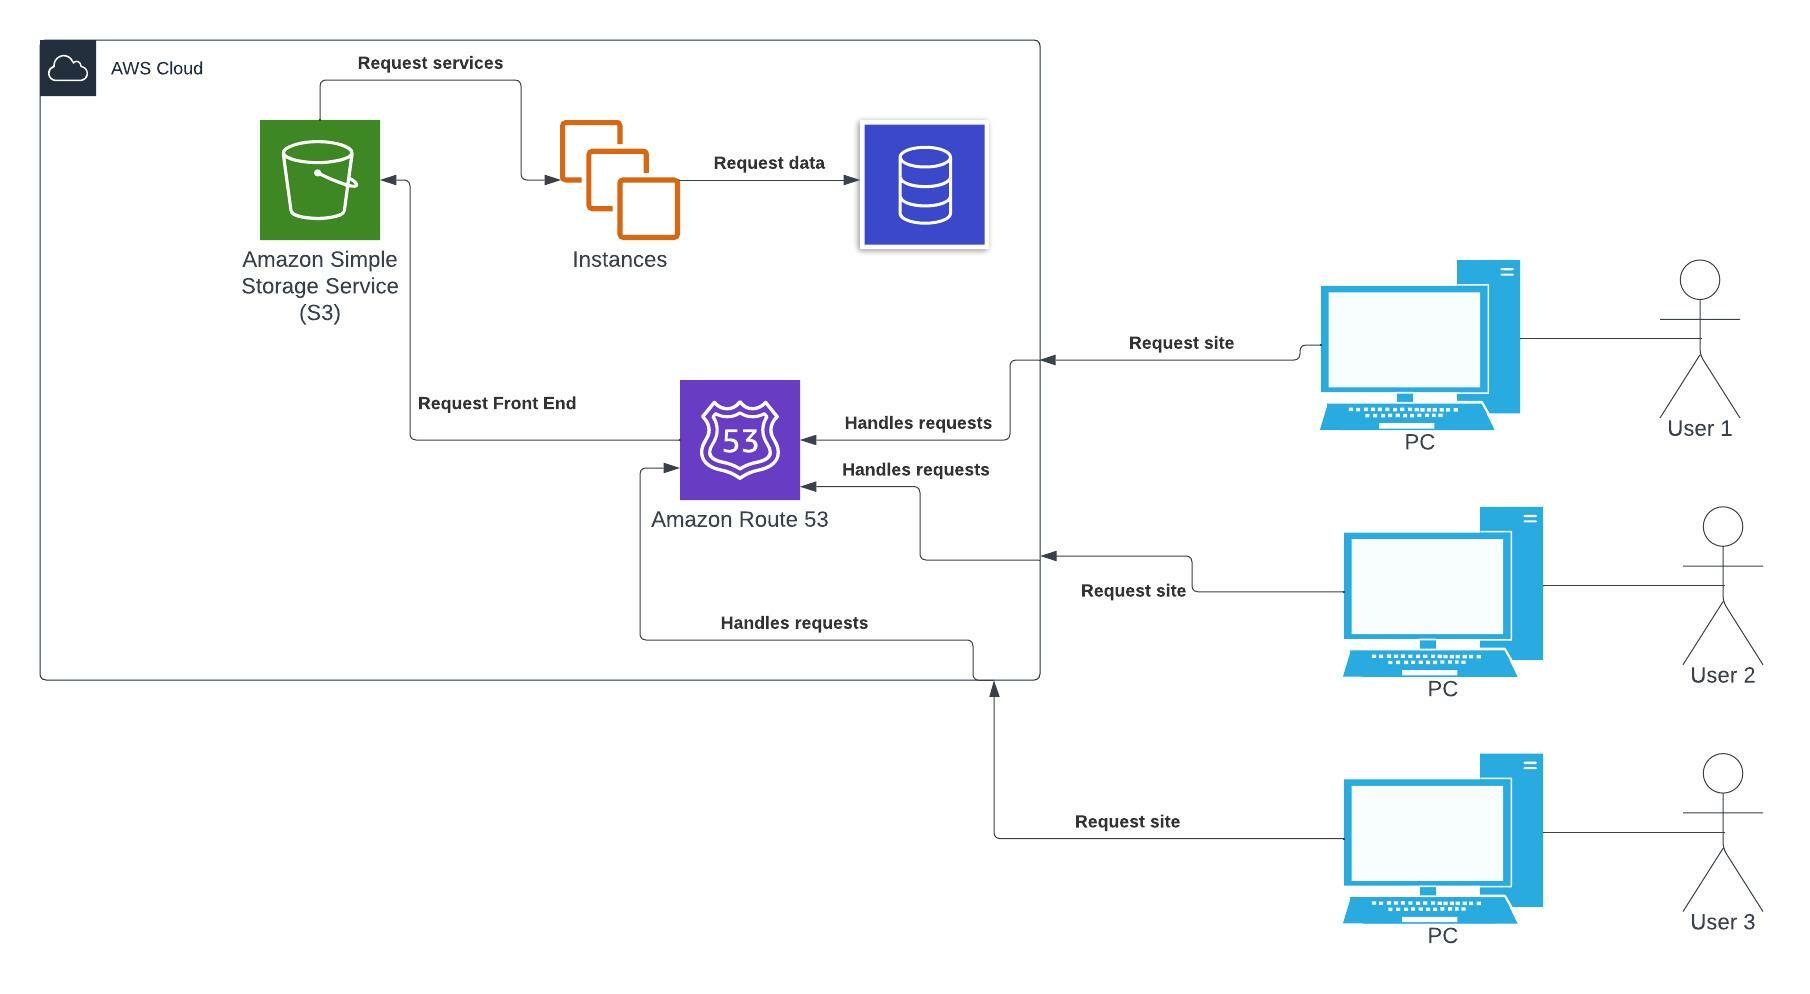 AWS Cloud
Request services
Request data
Amazon Simple
Storage Service
(S3)
Instances
Request site
Request Front End
Handles requests
53
Handles requests
Amazon Route 53
Request site
Handles requests
Request site
PC
User 1
PC
User 2
PC
User 3